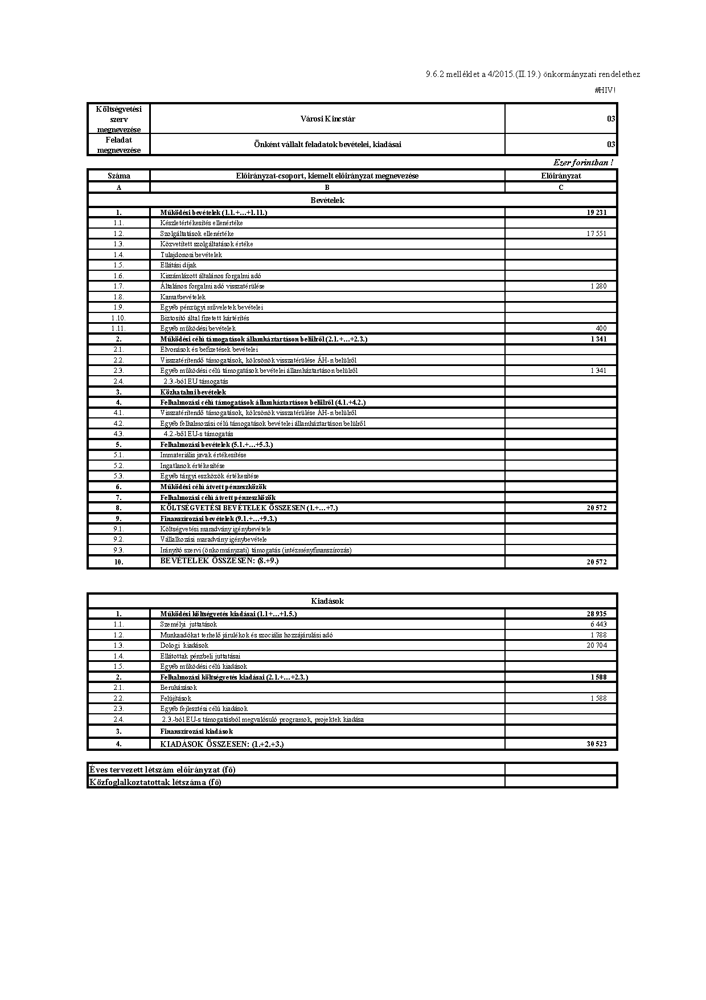 9.6.2 melléklet a 4/2015.(II.19.) önkormányzati rendelethez
#HIV!
Költségvetési szerv megnevezése Városi Kincstár 03
Feladat megnevezése Önként vállalt feladatok bevételei, kiadásai 03
Ezer forintban !
Száma Előirányzat-csoport, kiemelt előirányzat megnevezése Előirányzat
A B C
Bevételek
1. Működési bevételek (1.1.+…+1.11.) 19 231
1.1. Készletértékesítés ellenértéke
1.2. Szolgáltatások ellenértéke 17 551
1.3. Közvetített szolgáltatások értéke
1.4. Tulajdonosi bevételek
1.5. Ellátási díjak
1.6. Kiszámlázott általános forgalmi adó
1.7. Általános forgalmi adó visszatérülése 1 280
1.8. Kamatbevételek
1.9. Egyéb pénzügyi műveletek bevételei
1.10. Biztosító által fizetett kártérítés
1.11. Egyéb működési bevételek 400
2. Működési célú támogatások államháztartáson belülről (2.1.+…+2.3.) 1 341
2.1. Elvonások és befizetések bevételei
2.2. Visszatérítendő támogatások, kölcsönök visszatérülése ÁH-n belülről
2.3. Egyéb működési célú támogatások bevételei államháztartáson belülről 1 341
2.4. 2.3.-ból EU támogatás
3. Közhatalmi bevételek
4. Felhalmozási célú támogatások államháztartáson belülről (4.1.+4.2.)
4.1. Visszatérítendő támogatások, kölcsönök visszatérülése ÁH-n belülről
4.2. Egyéb felhalmozási célú támogatások bevételei államháztartáson belülről
4.3. 4.2.-ből EU-s támogatás
5. Felhalmozási bevételek (5.1.+…+5.3.)
5.1. Immateriális javak értékesítése
5.2. Ingatlanok értékesítése
5.3. Egyéb tárgyi eszközök értékesítése
6. Működési célú átvett pénzeszközök
7. Felhalmozási célú átvett pénzeszközök
8. KÖLTSÉGVETÉSI BEVÉTELEK ÖSSZESEN (1.+…+7.) 20 572
9. Finanszírozási bevételek (9.1.+…+9.3.)
9.1. Költségvetési maradvány igénybevétele
9.2. Vállalkozási maradvány igénybevétele
9.3. Irányító szervi (önkormányzati) támogatás (intézményfinanszírozás)
10. BEVÉTELEK ÖSSZESEN: (8.+9.) 20 572
Kiadások
1. Működési költségvetés kiadásai (1.1+…+1.5.) 28 935
1.1. Személyi juttatások 6 443
1.2. Munkaadókat terhelő járulékok és szociális hozzájárulási adó 1 788
1.3. Dologi kiadások 20 704
1.4. Ellátottak pénzbeli juttatásai
1.5. Egyéb működési célú kiadások
2. Felhalmozási költségvetés kiadásai (2.1.+…+2.3.) 1 588
2.1. Beruházások
2.2. Felújítások 1 588
2.3. Egyéb fejlesztési célú kiadások
2.4. 2.3.-ból EU-s támogatásból megvalósuló programok, projektek kiadása
3. Finanszírozási kiadások
4. KIADÁSOK ÖSSZESEN: (1.+2.+3.) 30 523
Éves tervezett létszám előirányzat (fő)
Közfoglalkoztatottak létszáma (fő)